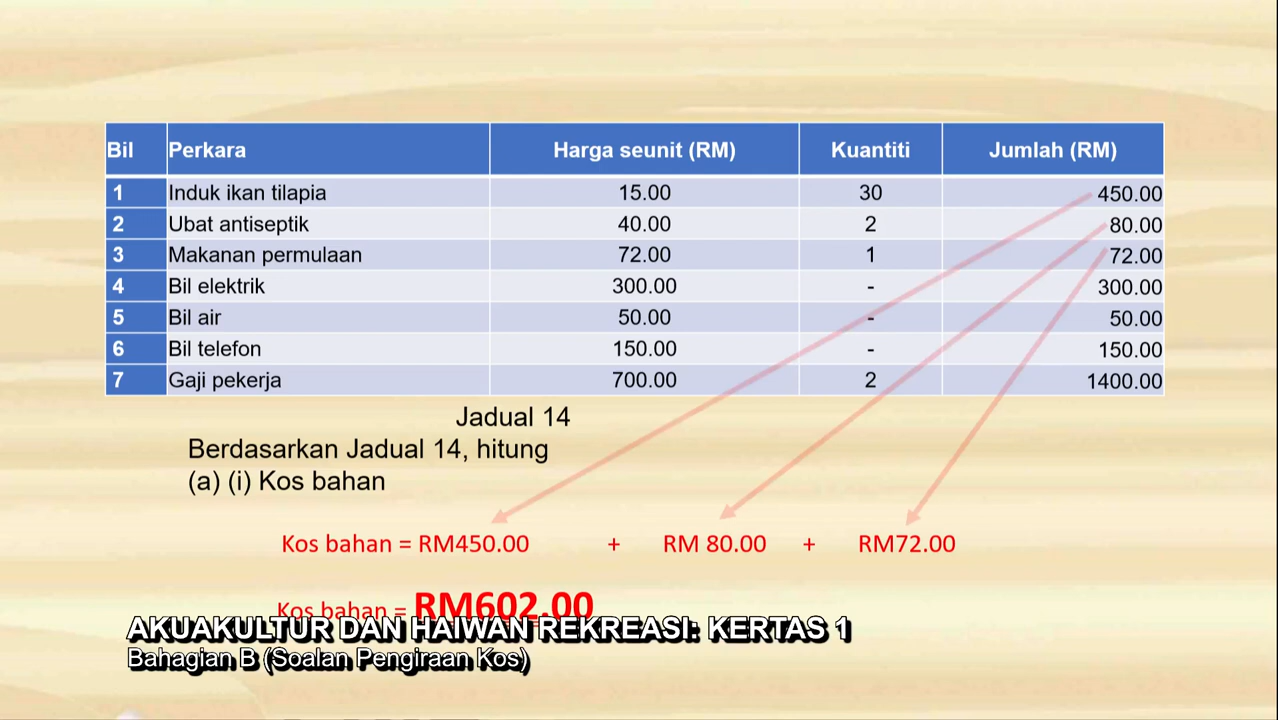 Bil Perkara Harga seunit (RM) Kuantiti Jumlah (RM)
1 Induk ikan tilapia 15.00 30 450.00
2 Ubat antiseptik 40.00 2 80.00
3 Makanan permulaan 72.00 1 72.00
4 Bil elektrik 300.00 - 300.00
5 Bil air 50.00 - 50.00
6 Bil telefon 150.00 - 150.00
7 Gaji pekerja 700.00 2 1400.00
Jadual 14
Berdasarkan Jadual 14, hitung
(a) (i) Kos bahan
Kos bahan = RM450.00 + RM 80.00 + RM72.00
Kos bahan = RM602.00
AKUAKULTUR DAN HAIWAN REKREASI: KERTAS 1
Bahagian B (Soalan Pengiraan Kos)